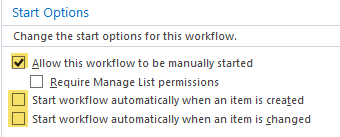 Start Options
Change the start options for this workflow.
Allow this workflow to be manually started
Require Manage List permissions
Start workflow automatically when an item is created
Start workflow automatically when an item is changed